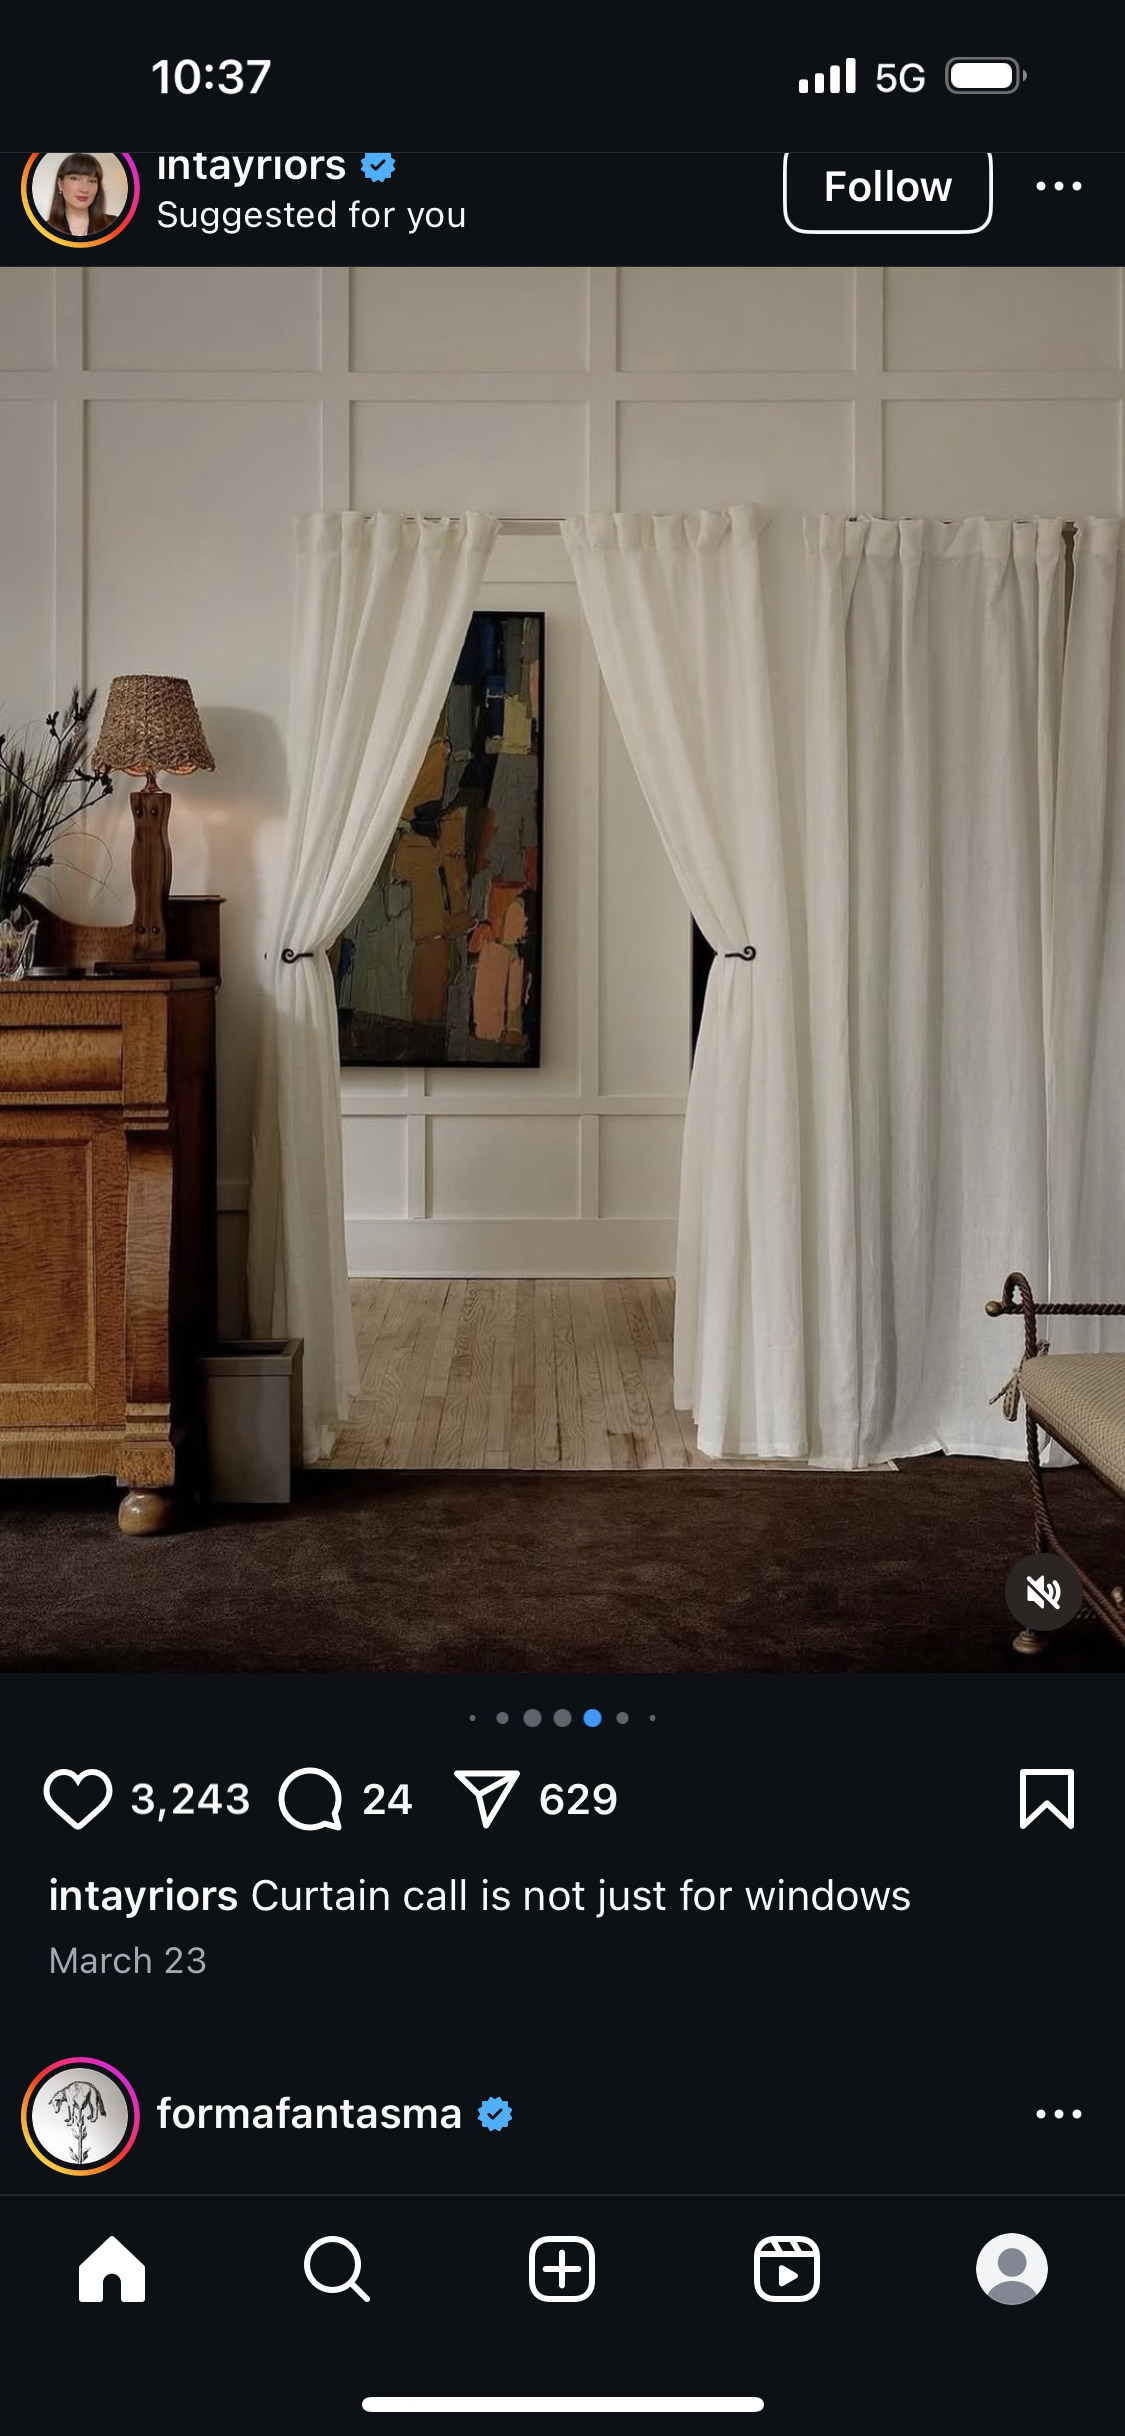 10:37
5G
intayriors
Suggested for you
Follow
3,243
24
629
intayriors Curtain call is not just for windows
March 23
formafantasma